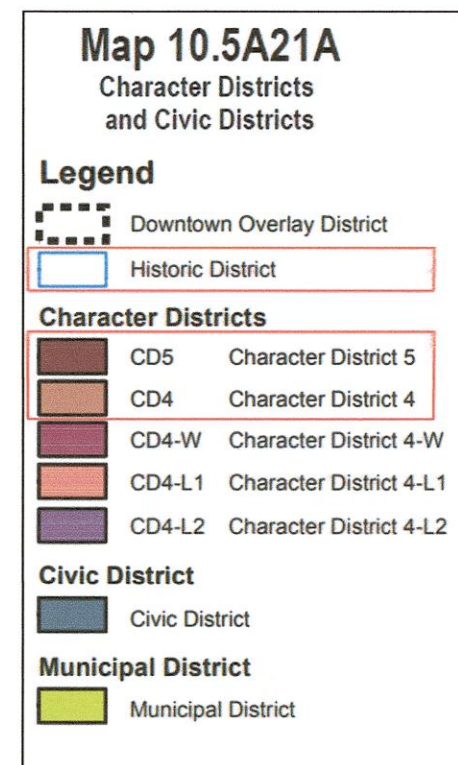 Map 10.5A21A
Character Districts
and Civic Districts
Legend
Downtown Overlay District
Historic District
Character Districts
CD5 Character District 5
CD4 Character District 4
CD4-W Character District 4-W
CD4-L1 Character District 4-L1
CD4-L2 Character District 4-L2
Civic District
Civic District
Municipal District
Municipal District